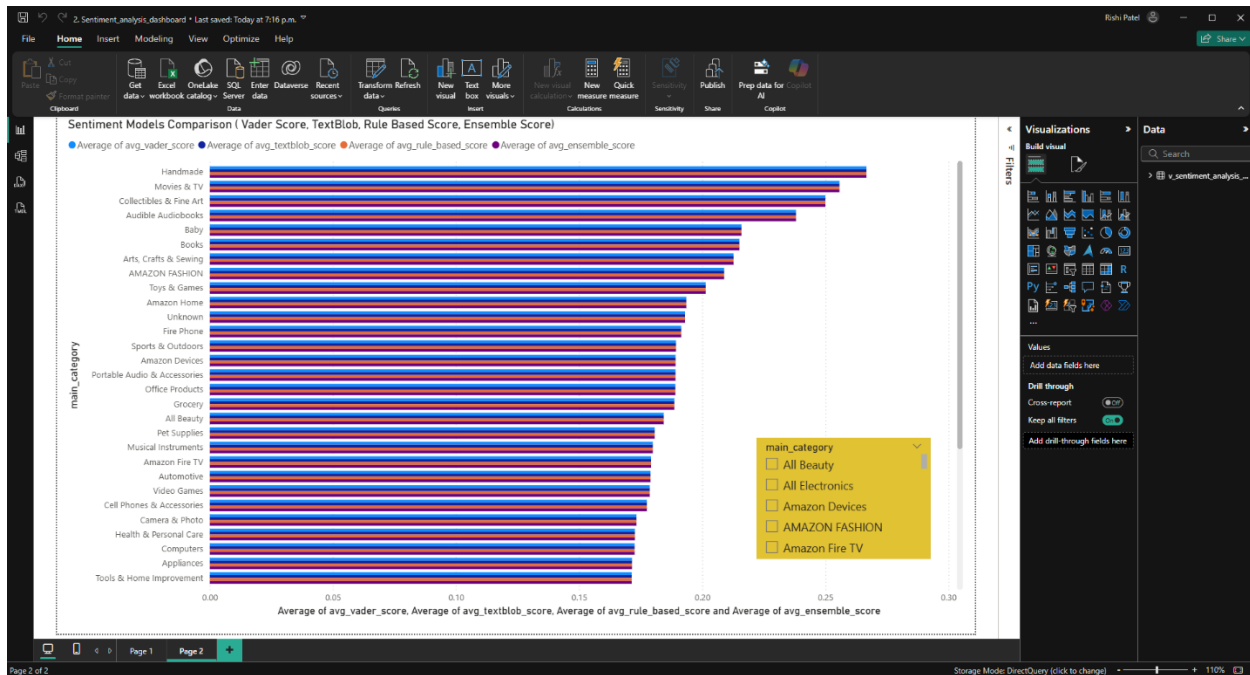 2. Sentiment_analysis_dashboard • Last saved: Today at 7:16 p.m.
Rishi Patel
File Home Insert Modeling View Optimize Help
Share
Paste
Cut
Copy
Format painter
Clipboard
Get data
Excel workbook
OneLake catalog
SQL Server
Enter data
Dataverse
Recent sources
Data
Transform data
Refresh
Queries
New visual
Text box
More visuals
Insert
New visual calculation
New measure
Quick measure
Calculations
Sensitivity
Sensitivity
Publish
Share
Prep data for AI
Copilot
Copilot
Sentiment Models Comparison ( Vader Score, TextBlob, Rule Based Score, Ensemble Score)
Average of avg_vader_score Average of avg_textblob_score Average of avg_rule_based_score Average of avg_ensemble_score
main_category
Handmade
Movies & TV
Collectibles & Fine Art
Audible Audiobooks
Baby
Books
Arts, Crafts & Sewing
AMAZON FASHION
Toys & Games
Amazon Home
Unknown
Fire Phone
Sports & Outdoors
Amazon Devices
Portable Audio & Accessories
Office Products
Grocery
All Beauty
Pet Supplies
Musical Instruments
Amazon Fire TV
Automotive
Video Games
Cell Phones & Accessories
Camera & Photo
Health & Personal Care
Computers
Appliances
Tools & Home Improvement
0.00 0.05 0.10 0.15 0.20 0.25 0.30
Average of avg_vader_score, Average of avg_textblob_score, Average of avg_rule_based_score and Average of avg_ensemble_score
main_category
All Beauty
All Electronics
Amazon Devices
AMAZON FASHION
Amazon Fire TV
Filters
Visualizations
Build visual
R
Py
...
Values
Add data fields here
Drill through
Cross-report
Off
Keep all filters
On
Add drill-through fields here
Data
Search
v_sentiment_analysis_...
Page 1 Page 2 +
Page 2 of 2
Storage Mode: DirectQuery (click to change)
- + 110%